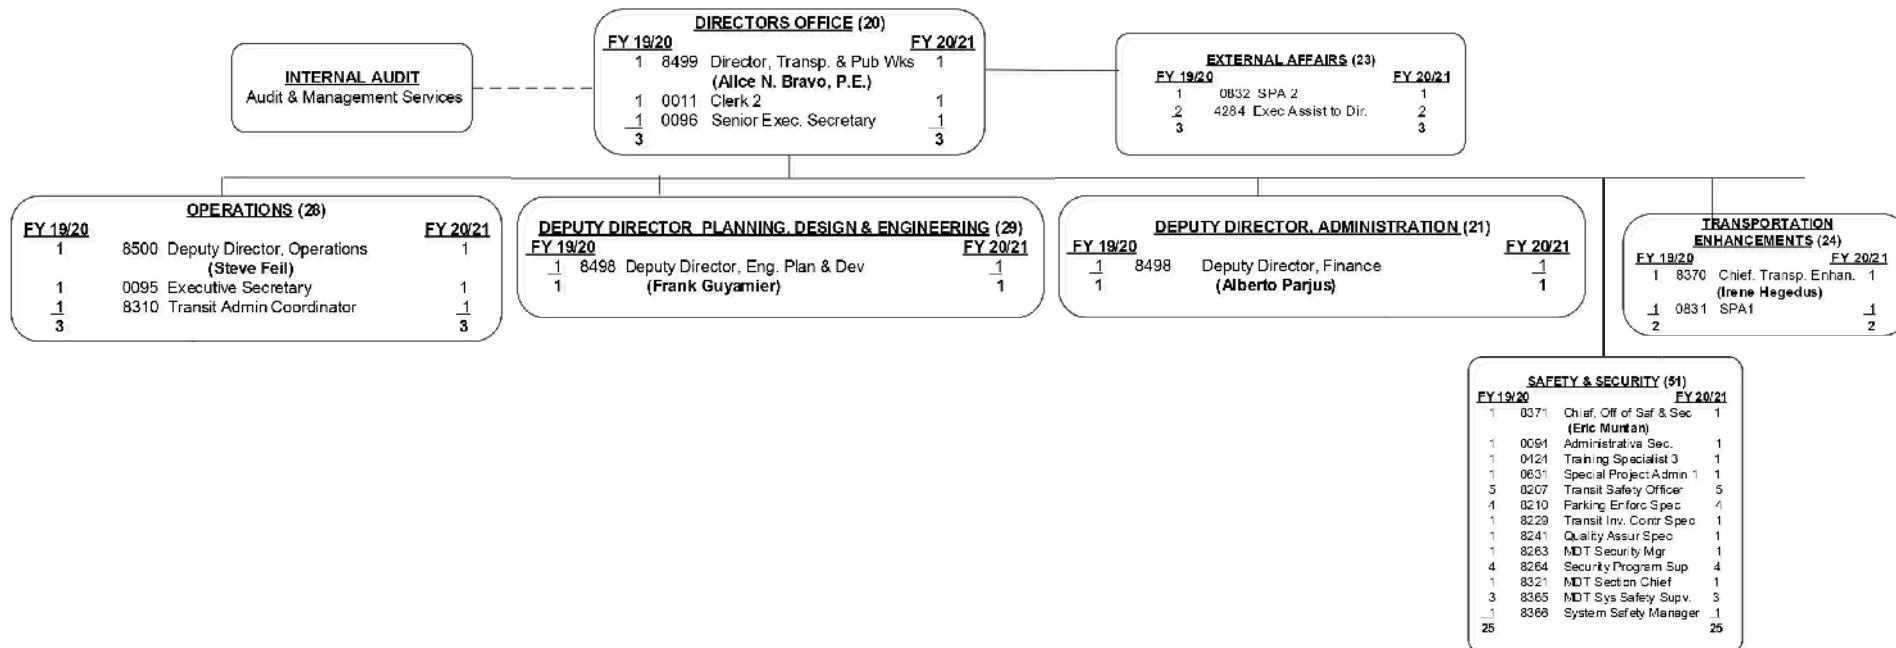 DIRECTORS OFFICE (20)
FY 19/20 FY 20/21
1 8499 Director, Transp. & Pub Wks 1
(Alice N. Bravo, P.E.)
1 0011 Clerk 2 1
1 0096 Senior Exec. Secretary 1
3 3
INTERNAL AUDIT
Audit & Management Services
EXTERNAL AFFAIRS (23)
FY 19/20 FY 20/21
1 0832 SPA 2 1
2 4284 Exec Assist to Dir. 2
3 3
OPERATIONS (28)
FY 19/20 FY 20/21
1 8500 Deputy Director, Operations 1
(Steve Feil)
1 0095 Executive Secretary 1
1 8310 Transit Admin Coordinator 1
3 3
DEPUTY DIRECTOR PLANNING, DESIGN & ENGINEERING (29)
FY 19/20 FY 20/21
1 8498 Deputy Director, Eng. Plan & Dev 1
(Frank Guyamier)
1 1
DEPUTY DIRECTOR, ADMINISTRATION (21)
FY 19/20 FY 20/21
1 8498 Deputy Director, Finance 1
(Alberto Parjus)
1 1
TRANSPORTATION
ENHANCEMENTS (24)
FY 19/20 FY 20/21
1 8370 Chief. Transp. Enhan. 1
(Irene Hegedus)
1 0831 SPA1 1
2 2
SAFETY & SECURITY (51)
FY 19/20 FY 20/21
1 8371 Chief, Off of Saf & Sec 1
(Eric Muntan)
1 0094 Administrative Sec. 1
1 0424 Training Specialist 3 1
1 0831 Special Project Admin 1 1
5 8207 Transit Safety Officer 5
4 8210 Parking Enforc Spec 4
1 8229 Transit Inv. Contr Spec 1
1 8241 Quality Assur Spec 1
1 8263 MDT Security Mgr 1
4 8264 Security Program Sup 4
1 8321 MDT Section Chief 1
3 8365 MDT Sys Safety Supv. 3
1 8366 System Safety Manager 1
25 25